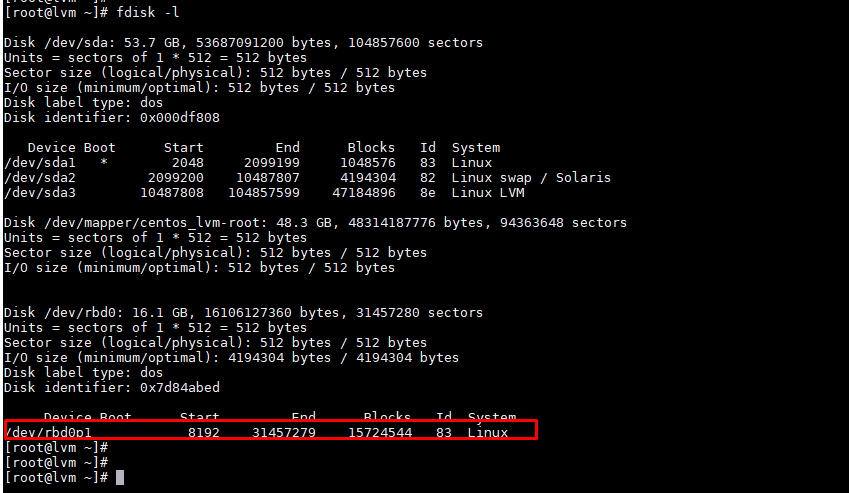 [root@lvm ~]#
[root@lvm ~]# fdisk -l
Disk /dev/sda: 53.7 GB, 53687091200 bytes, 104857600 sectors
Units = sectors of 1 * 512 = 512 bytes
Sector size (logical/physical): 512 bytes / 512 bytes
I/O size (minimum/optimal): 512 bytes / 512 bytes
Disk label type: dos
Disk identifier: 0x000df808
   Device Boot      Start         End      Blocks   Id  System
/dev/sda1   *        2048     2099199     1048576   83  Linux
/dev/sda2         2099200    10487807     4194304   82  Linux swap / Solaris
/dev/sda3        10487808   104857599    47184896   8e  Linux LVM
Disk /dev/mapper/centos_lvm-root: 48.3 GB, 48314187776 bytes, 94363648 sectors
Units = sectors of 1 * 512 = 512 bytes
Sector size (logical/physical): 512 bytes / 512 bytes
I/O size (minimum/optimal): 512 bytes / 512 bytes
Disk /dev/rbd0: 16.1 GB, 16106127360 bytes, 31457280 sectors
Units = sectors of 1 * 512 = 512 bytes
Sector size (logical/physical): 512 bytes / 512 bytes
I/O size (minimum/optimal): 4194304 bytes / 4194304 bytes
Disk label type: dos
Disk identifier: 0x7d84abed
     Device Boot      Start         End      Blocks   Id  System
/dev/rbd0p1            8192    31457279    15724544   83  Linux
[root@lvm ~]#
[root@lvm ~]#
[root@lvm ~]#